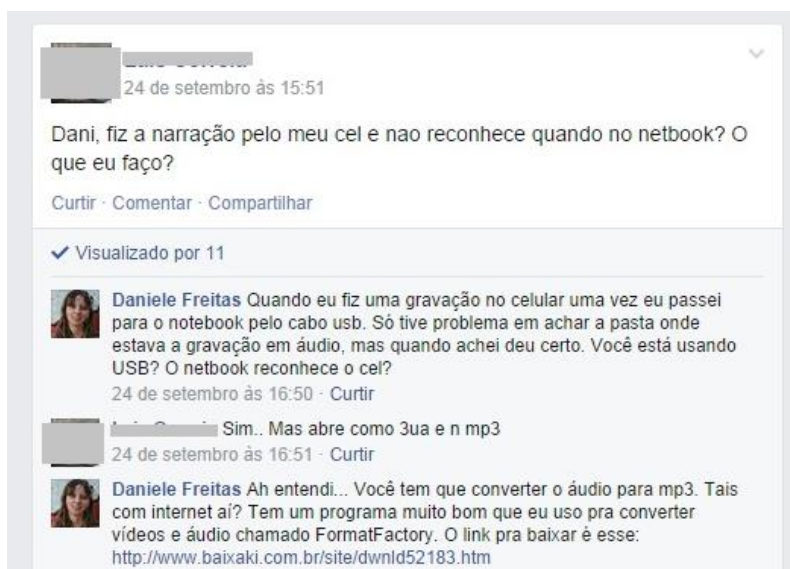 24 de setembro às 15:51
Dani, fiz a narração pelo meu cel e nao reconhece quando no netbook? O
que eu faço?
Curtir · Comentar · Compartilhar
Visualizado por 11
Daniele Freitas Quando eu fiz uma gravação no celular uma vez eu passei
para o notebook pelo cabo usb. Só tive problema em achar a pasta onde
estava a gravação em áudio, mas quando achei deu certo. Você está usando
USB? O netbook reconhece o cel?
24 de setembro às 16:50 · Curtir
Sim.. Mas abre como 3ua e n mp3
24 de setembro às 16:51 · Curtir
Daniele Freitas Ah entendi... Você tem que converter o áudio para mp3. Tais
com internet aí? Tem um programa muito bom que eu uso pra converter
vídeos e áudio chamado FormatFactory. O link pra baixar é esse:
http://www.baixaki.com.br/site/dwnld52183.htm